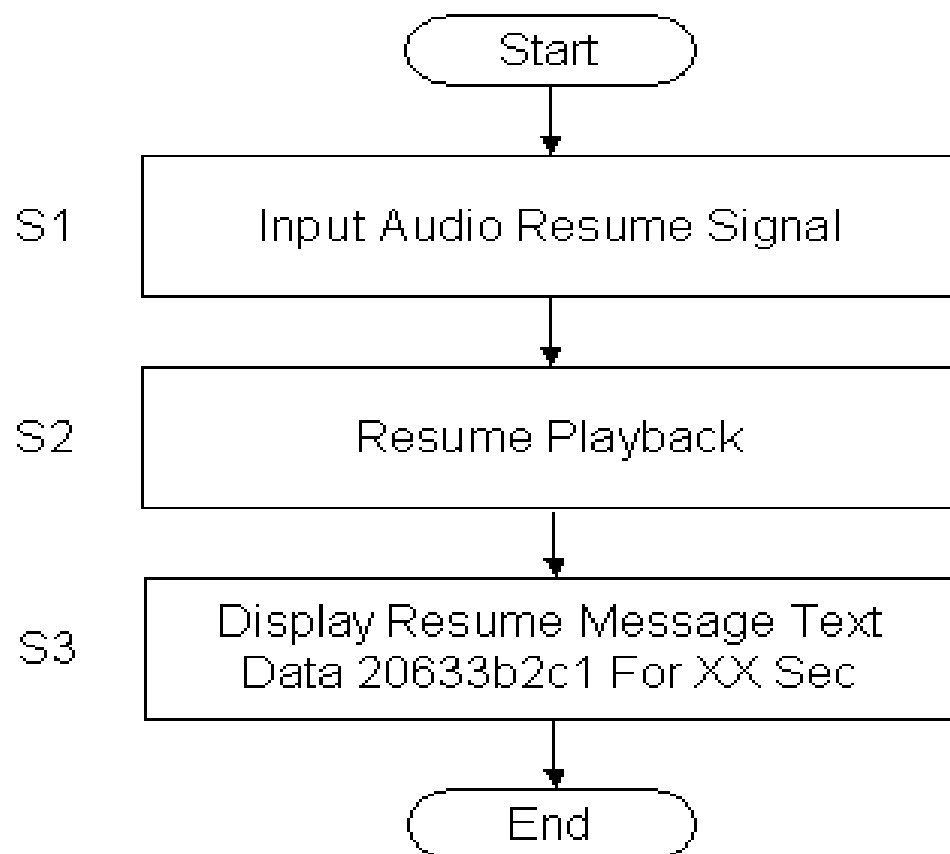 Start
S1
Input Audio Resume Signal
S2
Resume Playback
S3
Display Resume Message Text
Data 20633b2c1 For XX Sec
End